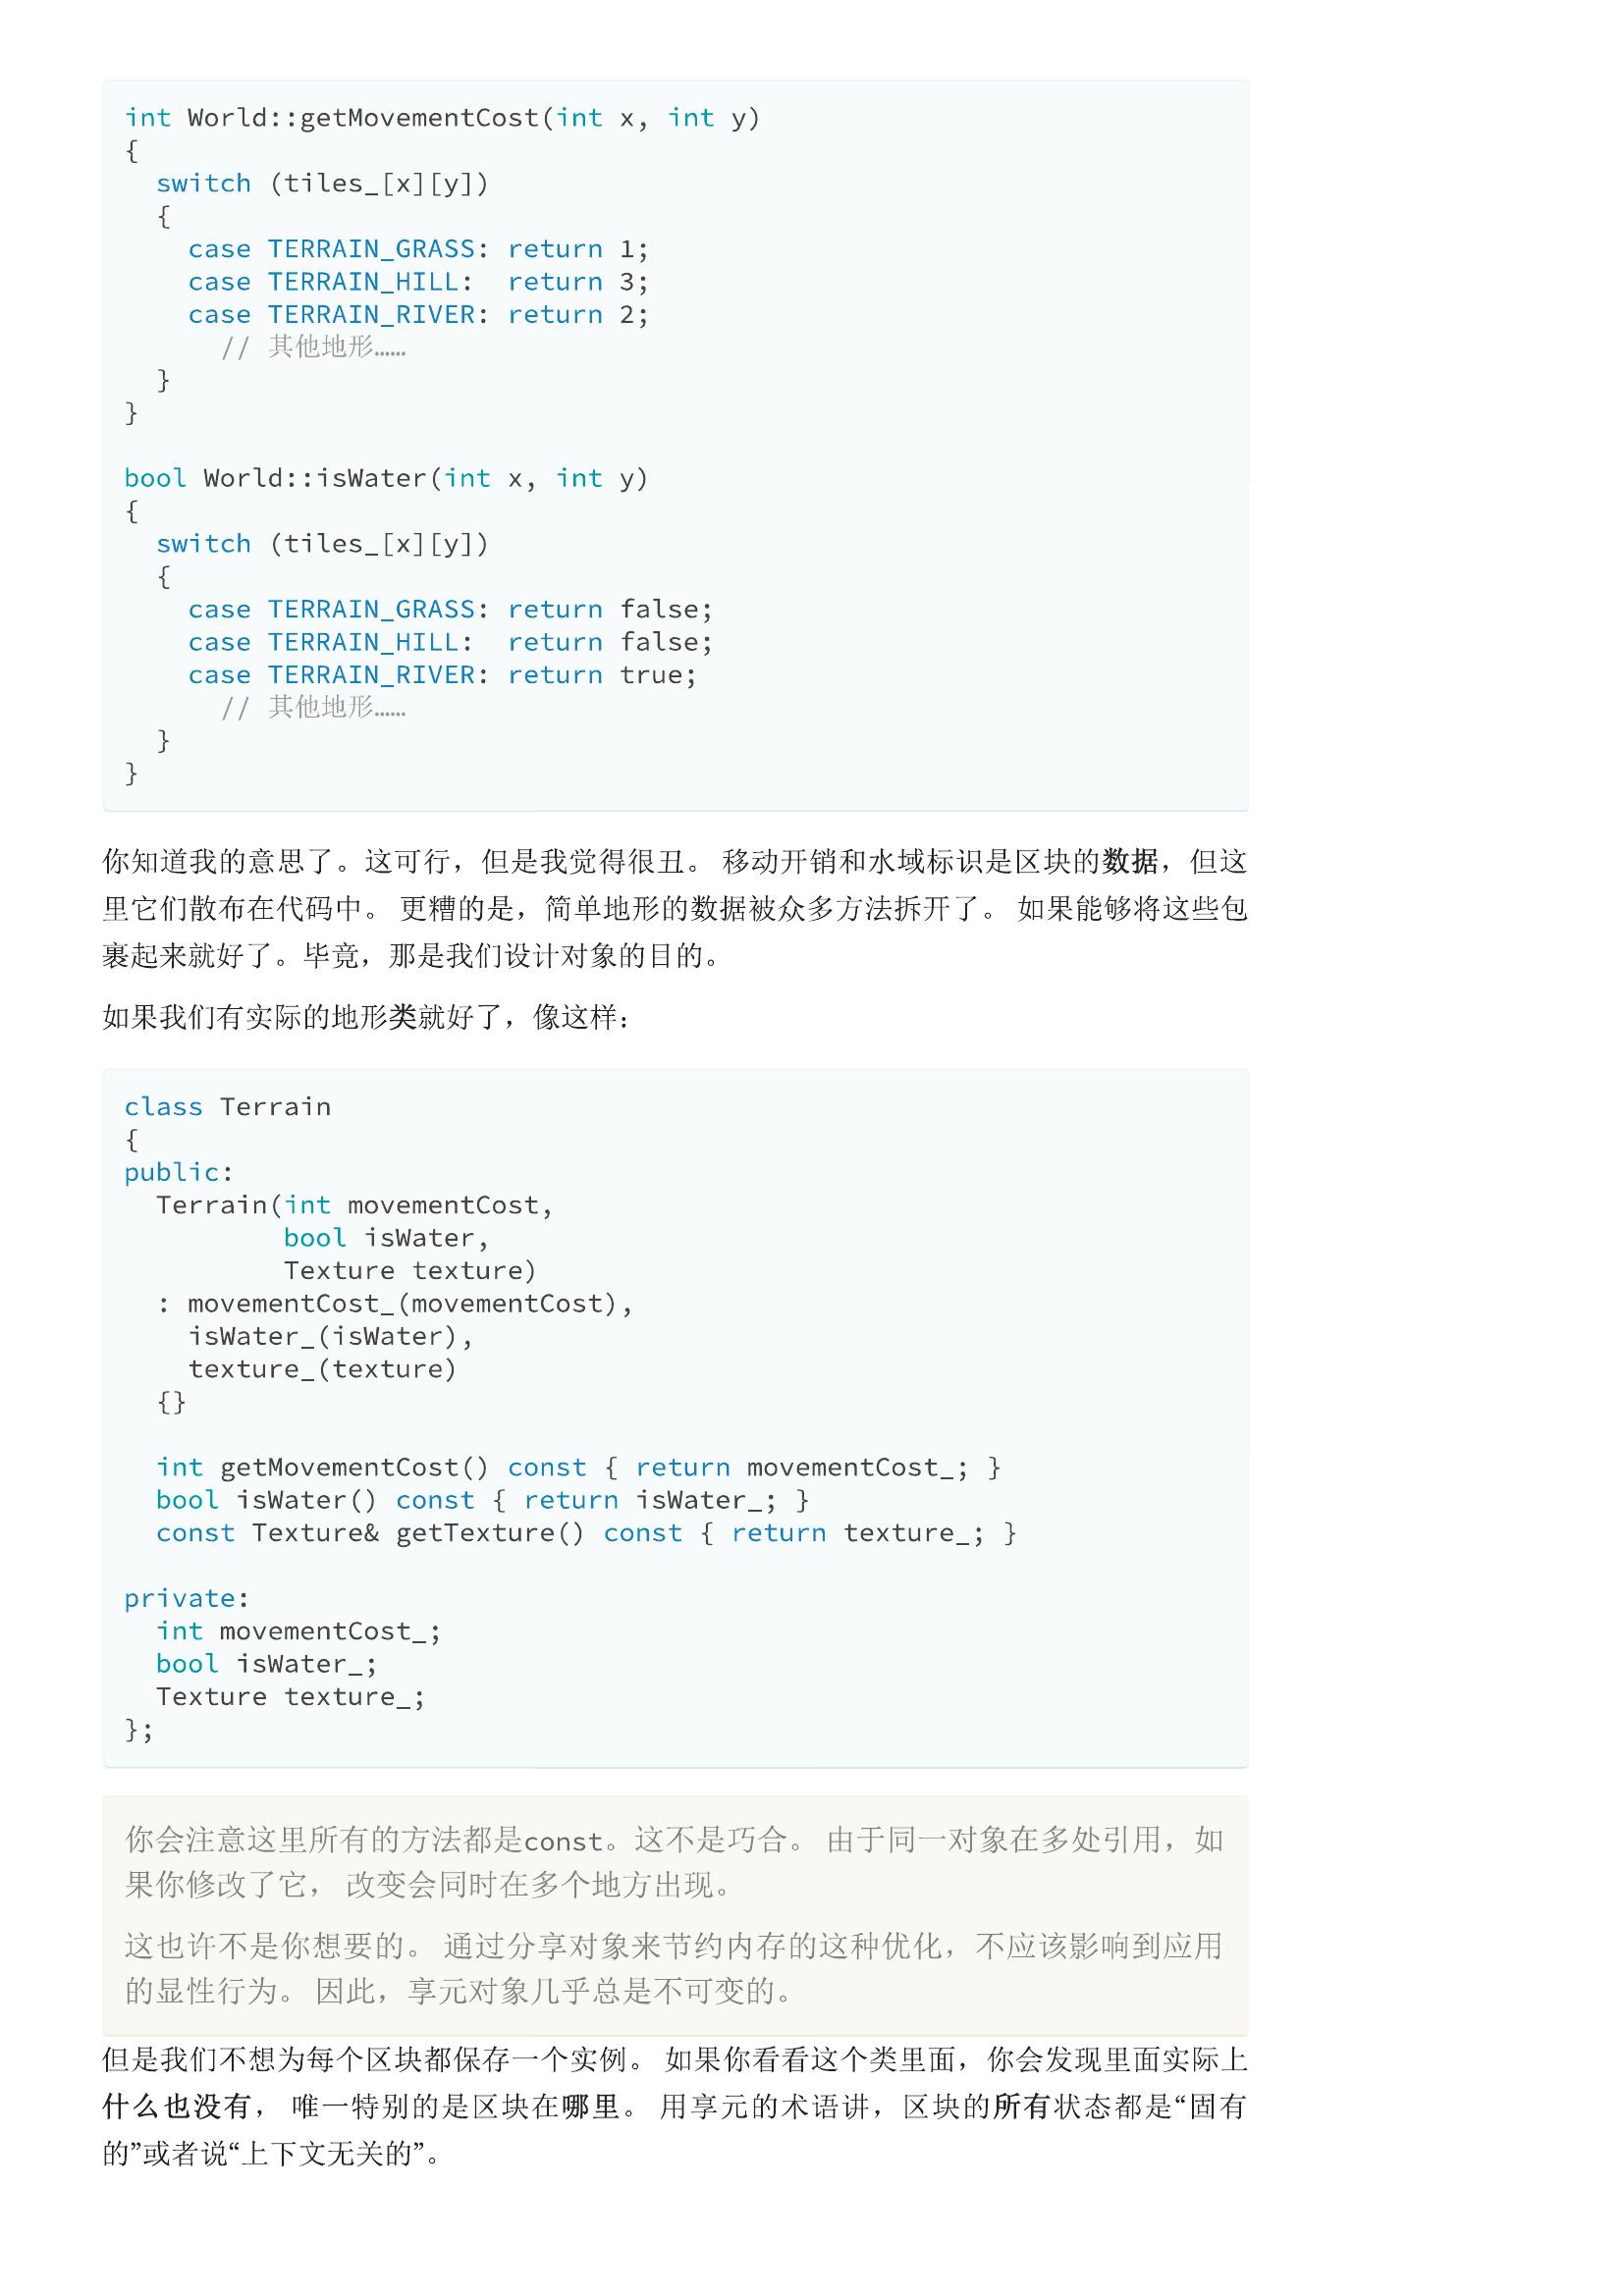 int World::getMovementCost(int x, int y)
{
  switch (tiles_[x][y])
  {
    case TERRAIN_GRASS: return 1;
    case TERRAIN_HILL:  return 3;
    case TERRAIN_RIVER: return 2;
      // 其他地形……
  }
}

bool World::isWater(int x, int y)
{
  switch (tiles_[x][y])
  {
    case TERRAIN_GRASS: return false;
    case TERRAIN_HILL:  return false;
    case TERRAIN_RIVER: return true;
      // 其他地形……
  }
}
你知道我的意思了。这可行，但是我觉得很丑。 移动开销和水域标识是区块的数据，但这
里它们散布在代码中。 更糟的是，简单地形的数据被众多方法拆开了。 如果能够将这些包
裹起来就好了。毕竟，那是我们设计对象的目的。
如果我们有实际的地形类就好了，像这样：
class Terrain
{
public:
  Terrain(int movementCost,
          bool isWater,
          Texture texture)
  : movementCost_(movementCost),
    isWater_(isWater),
    texture_(texture)
  {}

  int getMovementCost() const { return movementCost_; }
  bool isWater() const { return isWater_; }
  const Texture& getTexture() const { return texture_; }

private:
  int movementCost_;
  bool isWater_;
  Texture texture_;
};
你会注意这里所有的方法都是const。这不是巧合。 由于同一对象在多处引用，如
果你修改了它， 改变会同时在多个地方出现。
这也许不是你想要的。 通过分享对象来节约内存的这种优化，不应该影响到应用
的显性行为。 因此，享元对象几乎总是不可变的。
但是我们不想为每个区块都保存一个实例。 如果你看看这个类里面，你会发现里面实际上
什么也没有， 唯一特别的是区块在哪里。 用享元的术语讲，区块的所有状态都是“固有
的”或者说“上下文无关的”。